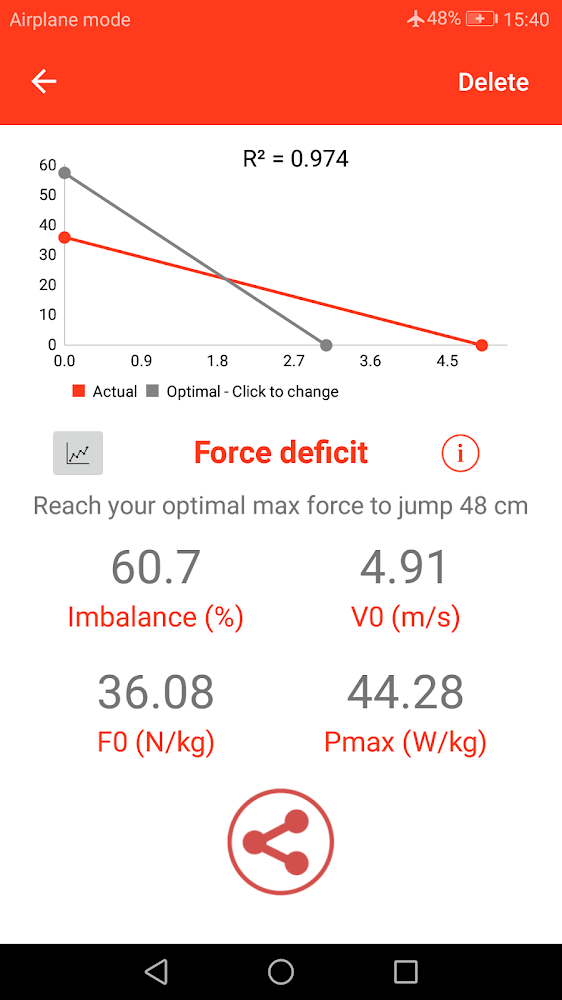 Airplane mode 48% 15:40
Delete
R² = 0.974
60
50
40
30
20
10
0
0.0 0.9 1.8 2.7 3.6 4.5
Actual Optimal - Click to change
Force deficit i
Reach your optimal max force to jump 48 cm
60.7 4.91
Imbalance (%) V0 (m/s)
36.08 44.28
F0 (N/kg) Pmax (W/kg)